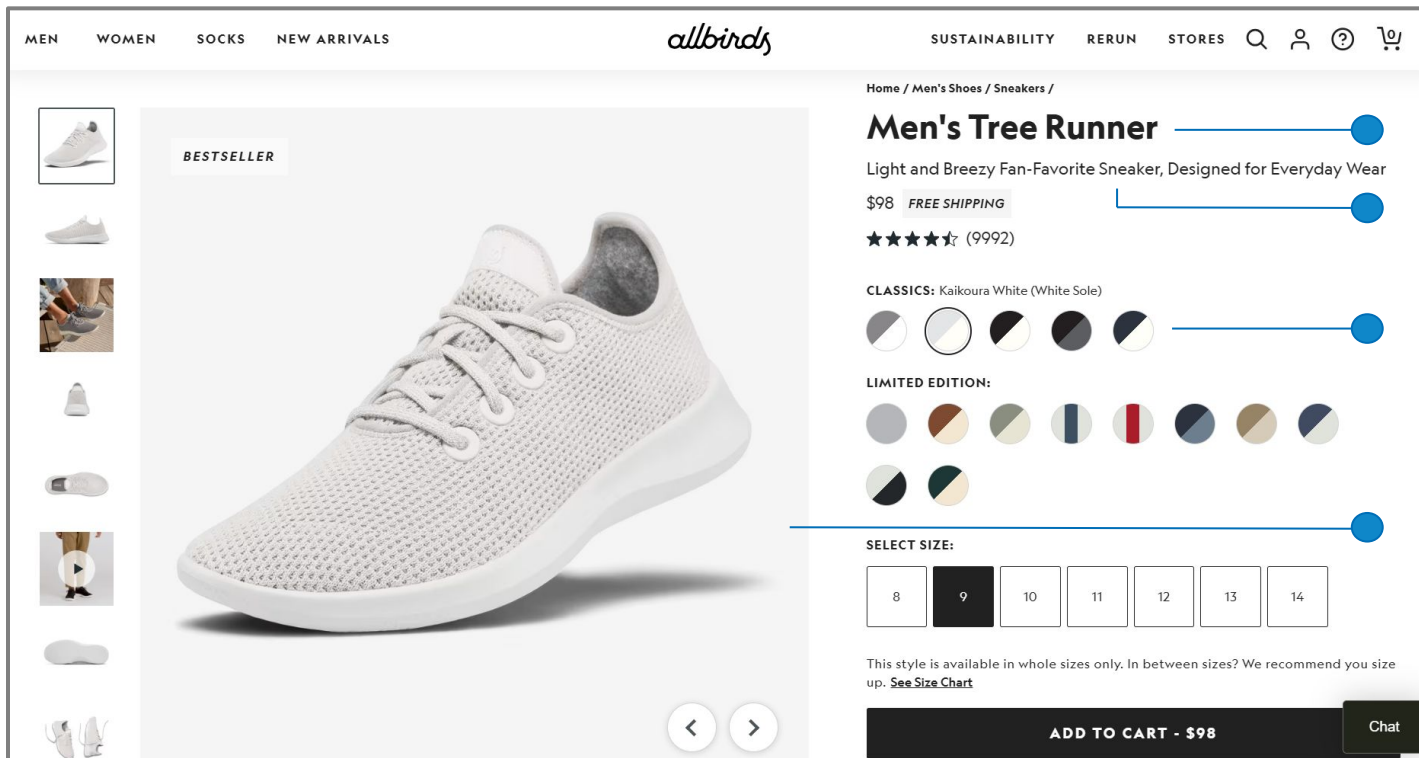 MEN WOMEN SOCKS NEW ARRIVALS allbirds SUSTAINABILITY RERUN STORES 0
Home / Men's Shoes / Sneakers /
Men's Tree Runner
BESTSELLER
Light and Breezy Fan-Favorite Sneaker, Designed for Everyday Wear
$98 FREE SHIPPING
(9992)
CLASSICS: Kaikoura White (White Sole)
LIMITED EDITION:
SELECT SIZE:
8 9 10 11 12 13 14
This style is available in whole sizes only. In between sizes? We recommend you size
up. See Size Chart
ADD TO CART - $98
Chat